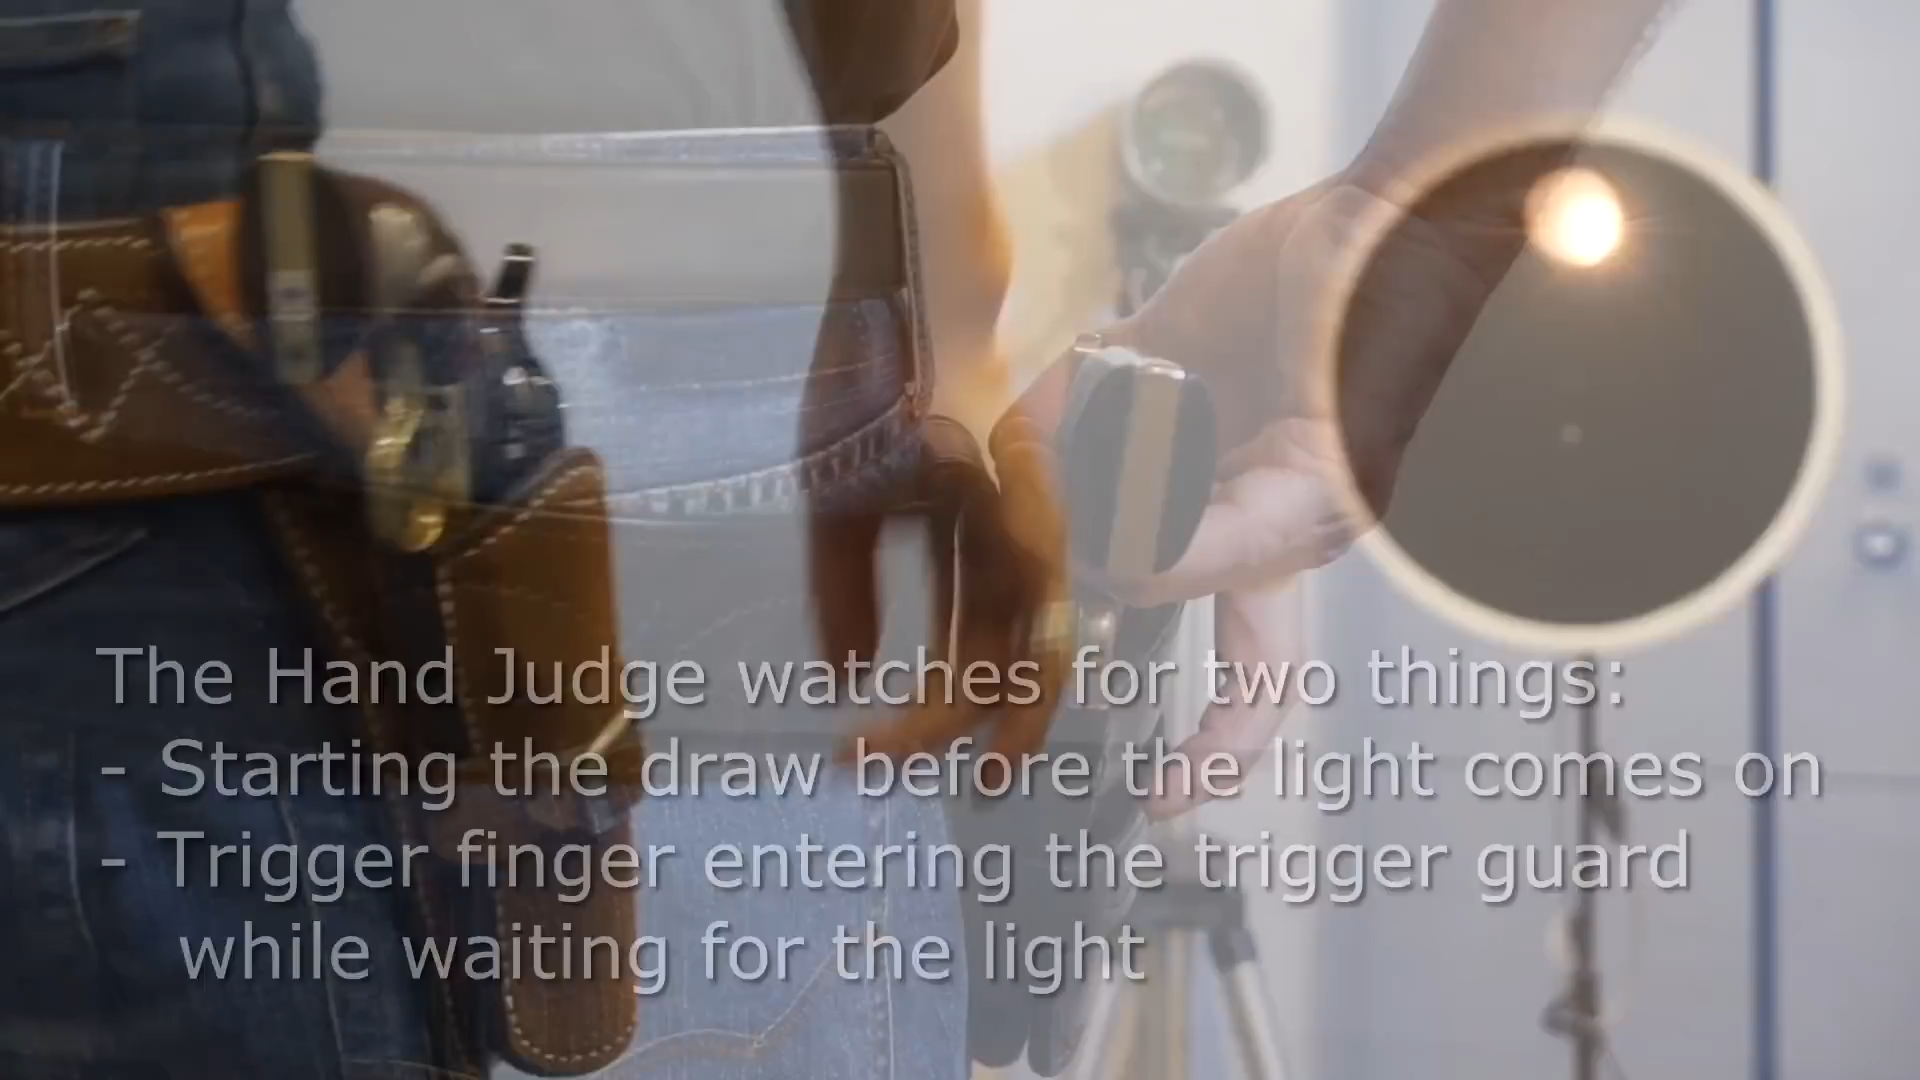 The Hand Judge watches for two things:
- Starting the draw before the light comes on
- Trigger finger entering the trigger guard
while waiting for the light